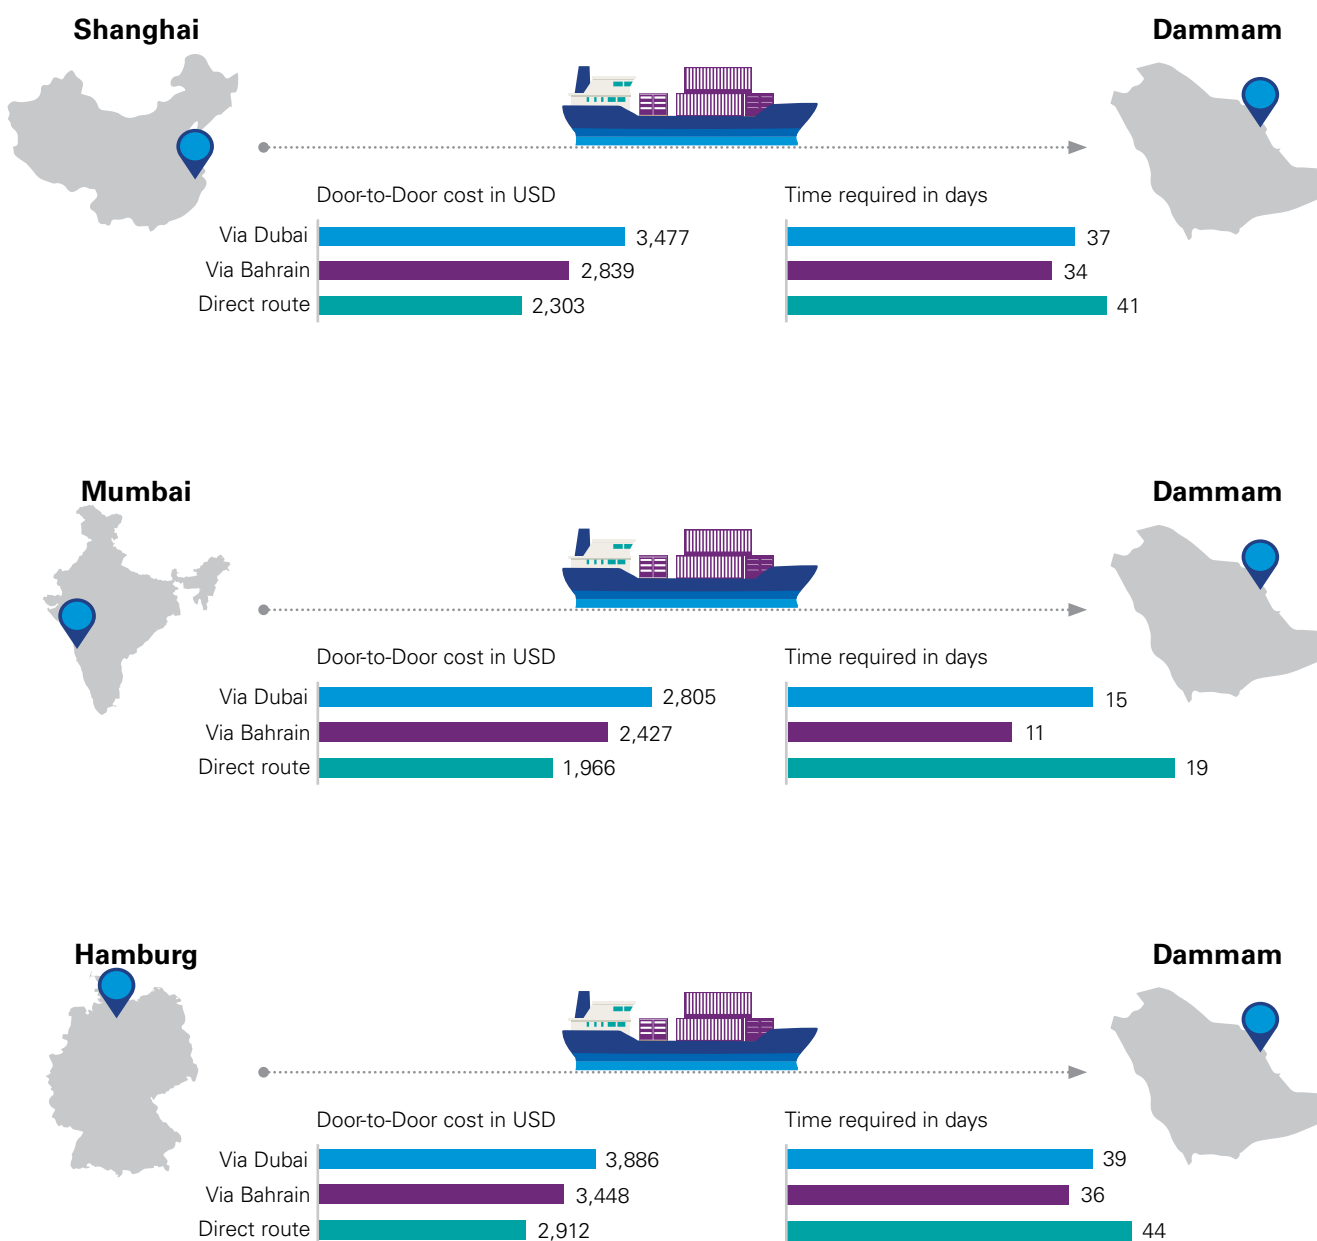 Shanghai
Dammam
Door-to-Door cost in USD
Time required in days
Via Dubai 3,477 37
Via Bahrain 2,839 34
Direct route 2,303 41
Mumbai
Dammam
Door-to-Door cost in USD
Time required in days
Via Dubai 2,805 15
Via Bahrain 2,427 11
Direct route 1,966 19
Hamburg
Dammam
Door-to-Door cost in USD
Time required in days
Via Dubai 3,886 39
Via Bahrain 3,448 36
Direct route 2,912 44